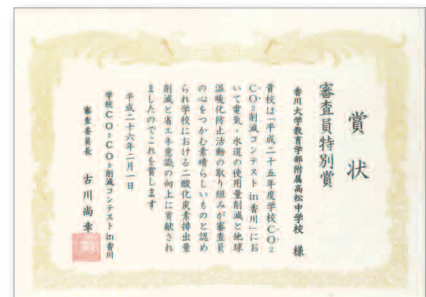 賞状
審査員特別賞
香川大学教育学部附属高松中学校 様
貴校は「平成二十五年度学校CO2
CO2削減コンテストin香川」にお
いて電気・水道の使用量削減と地球
温暖化防止活動の取り組みが審査員
の心をつかむ素晴らしいものと認め
られ学校における二酸化炭素排出量
削減と省エネ意識の向上に貢献され
ましたのでこれを賞します
平成二十六年二月一日
学校CO2CO2削減コンテストin香川
審査委員長 古川尚幸